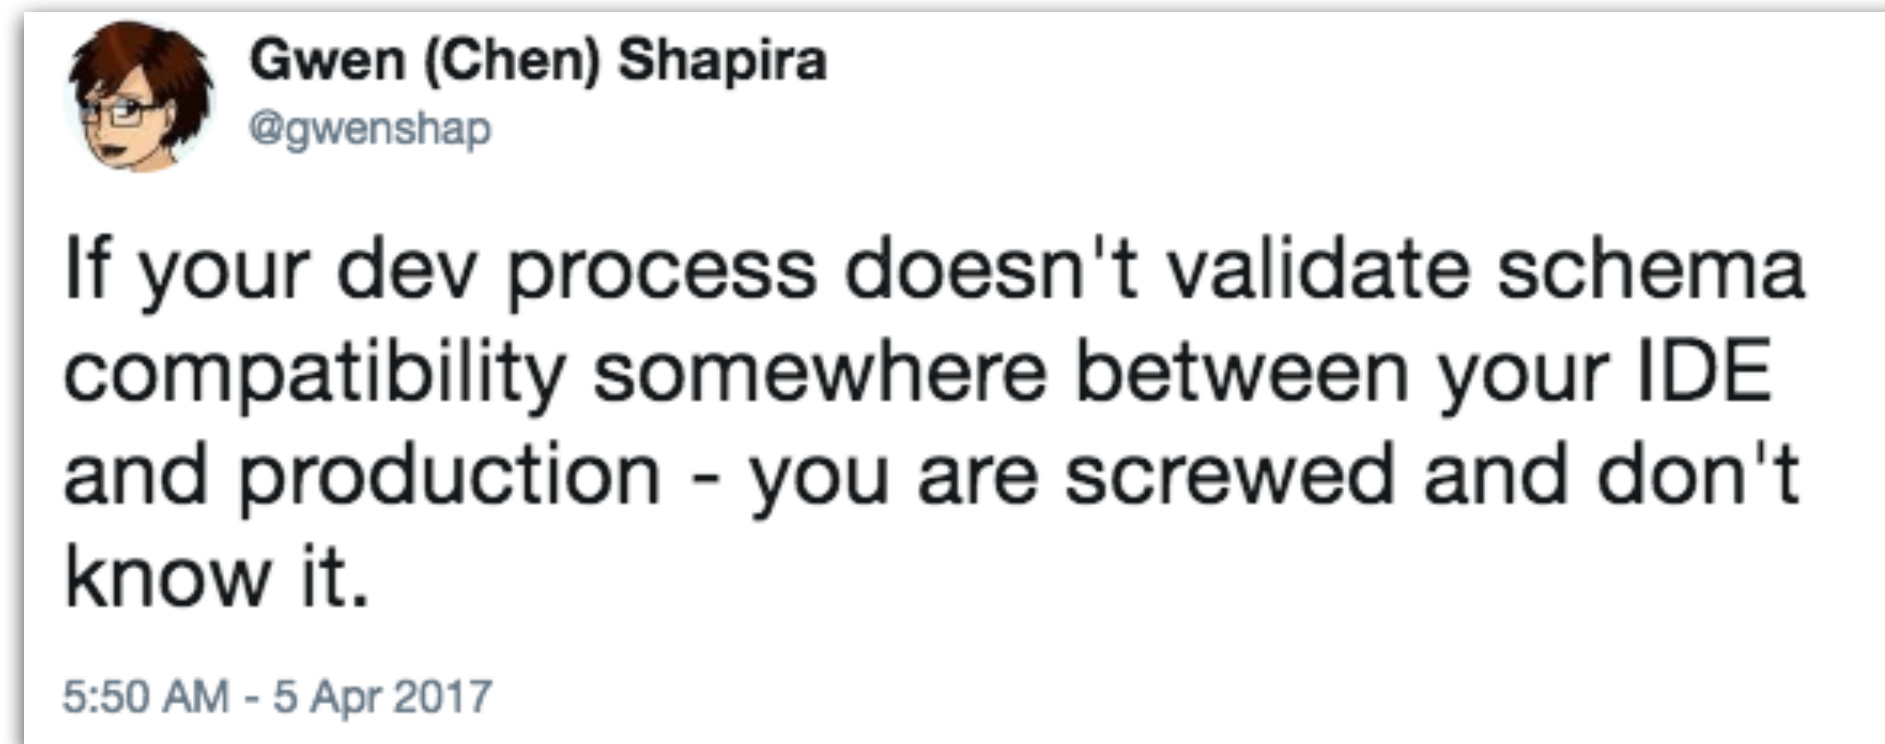 Gwen (Chen) Shapira
@gwenshap
If your dev process doesn't validate schema
compatibility somewhere between your IDE
and production - you are screwed and don't
know it.
5:50 AM - 5 Apr 2017